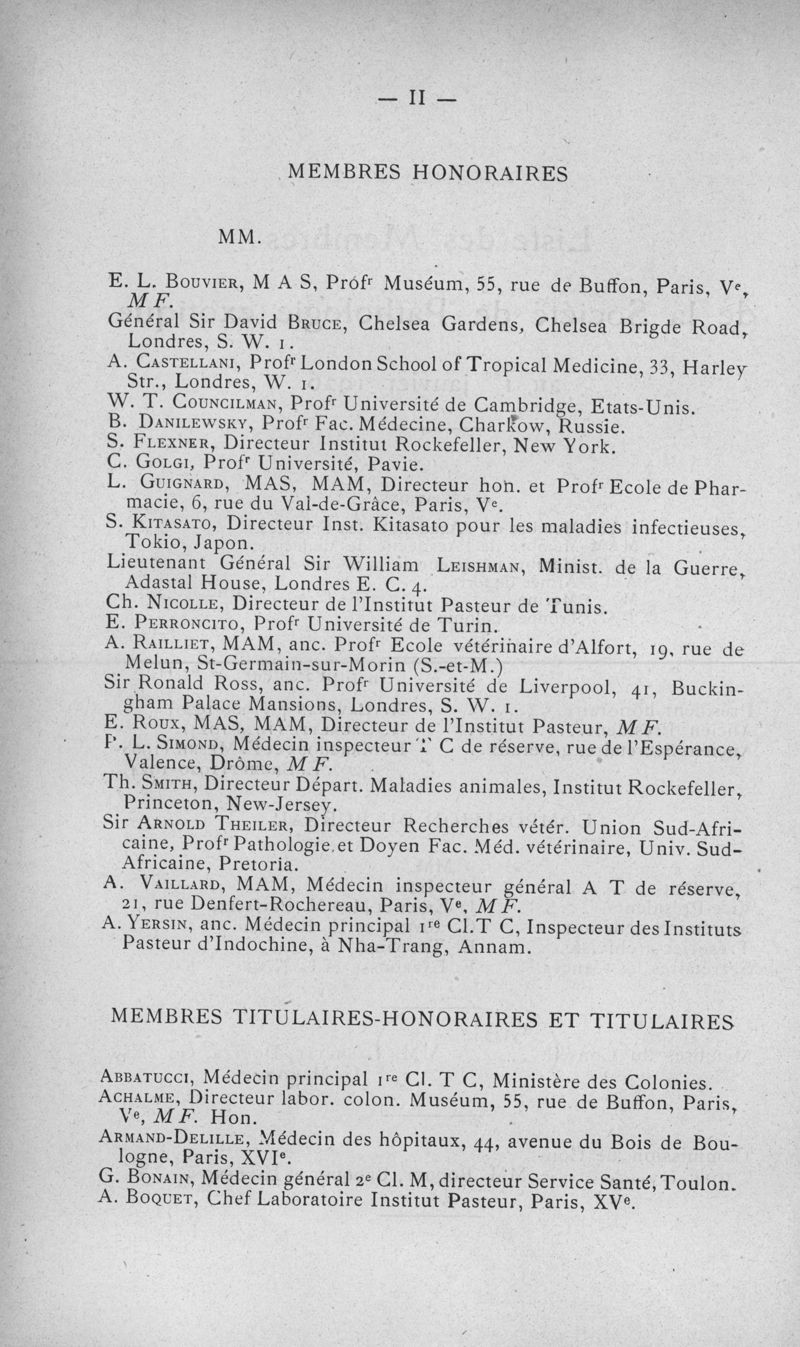 — II —
MEMBRES HONORAIRES
MM.
E. L. BOUVIER, M A S, Profʳ Muséum, 55, rue de Buffon, Paris, Vᵉ,
M F.
Général Sir David BRUCE, Chelsea Gardens, Chelsea Brigde Road,
Londres, S. W. 1.
A. CASTELLANI, Profʳ London School of Tropical Medicine, 33, Harley
Str., Londres, W. 1.
W. T. COUNCILMAN, Profʳ Université de Cambridge, Etats-Unis.
B. DANILEWSKY, Profʳ Fac. Médecine, Charkow, Russie.
S. FLEXNER, Directeur Institut Rockefeller, New York.
C. GOLGI, Profʳ Université, Pavie.
L. GUIGNARD, MAS, MAM, Directeur hon. et Profʳ Ecole de Phar-
macie, 6, rue du Val-de-Grâce, Paris, Vᵉ.
S. KITASATO, Directeur Inst. Kitasato pour les maladies infectieuses,
Tokio, Japon.
Lieutenant Général Sir William LEISHMAN, Minist. de la Guerre,
Adastal House, Londres E. C. 4.
Ch. NICOLLE, Directeur de l'Institut Pasteur de Tunis.
E. PERRONCITO, Profʳ Université de Turin.
A. RAILLIET, MAM, anc. Profʳ Ecole vétérinaire d'Alfort, 19, rue de
Melun, St-Germain-sur-Morin (S.-et-M.)
Sir Ronald Ross, anc. Profʳ Université de Liverpool, 41, Buckin-
gham Palace Mansions, Londres, S. W. 1.
E. ROUX, MAS, MAM, Directeur de l'Institut Pasteur, M F.
P. L. SIMOND, Médecin inspecteur T C de réserve, rue de l'Espérance,
Valence, Drôme, M F.
Th. SMITH, Directeur Départ. Maladies animales, Institut Rockefeller,
Princeton, New-Jersey.
Sir ARNOLD THEILER, Directeur Recherches vétér. Union Sud-Afri-
caine, Profʳ Pathologie et Doyen Fac. Méd. vétérinaire, Univ. Sud-
Africaine, Pretoria.
A. VAILLARD, MAM, Médecin inspecteur général A T de réserve,
21, rue Denfert-Rochereau, Paris, Vᵉ, M F.
A. YERSIN, anc. Médecin principal 1ʳᵉ Cl. T C, Inspecteur des Instituts
Pasteur d'Indochine, à Nha-Trang, Annam.
MEMBRES TITULAIRES-HONORAIRES ET TITULAIRES
ABBATUCCI, Médecin principal 1ʳᵉ Cl. T C, Ministère des Colonies.
ACHALME, Directeur labor. colon. Muséum, 55, rue de Buffon, Paris,
Vᵉ, M F. Hon.
ARMAND-DELILLE, Médecin des hôpitaux, 44, avenue du Bois de Bou-
logne, Paris, XVIᵉ.
G. BONAIN, Médecin général 2ᵉ Cl. M, directeur Service Santé, Toulon.
A. BOQUET, Chef Laboratoire Institut Pasteur, Paris, XVᵉ.